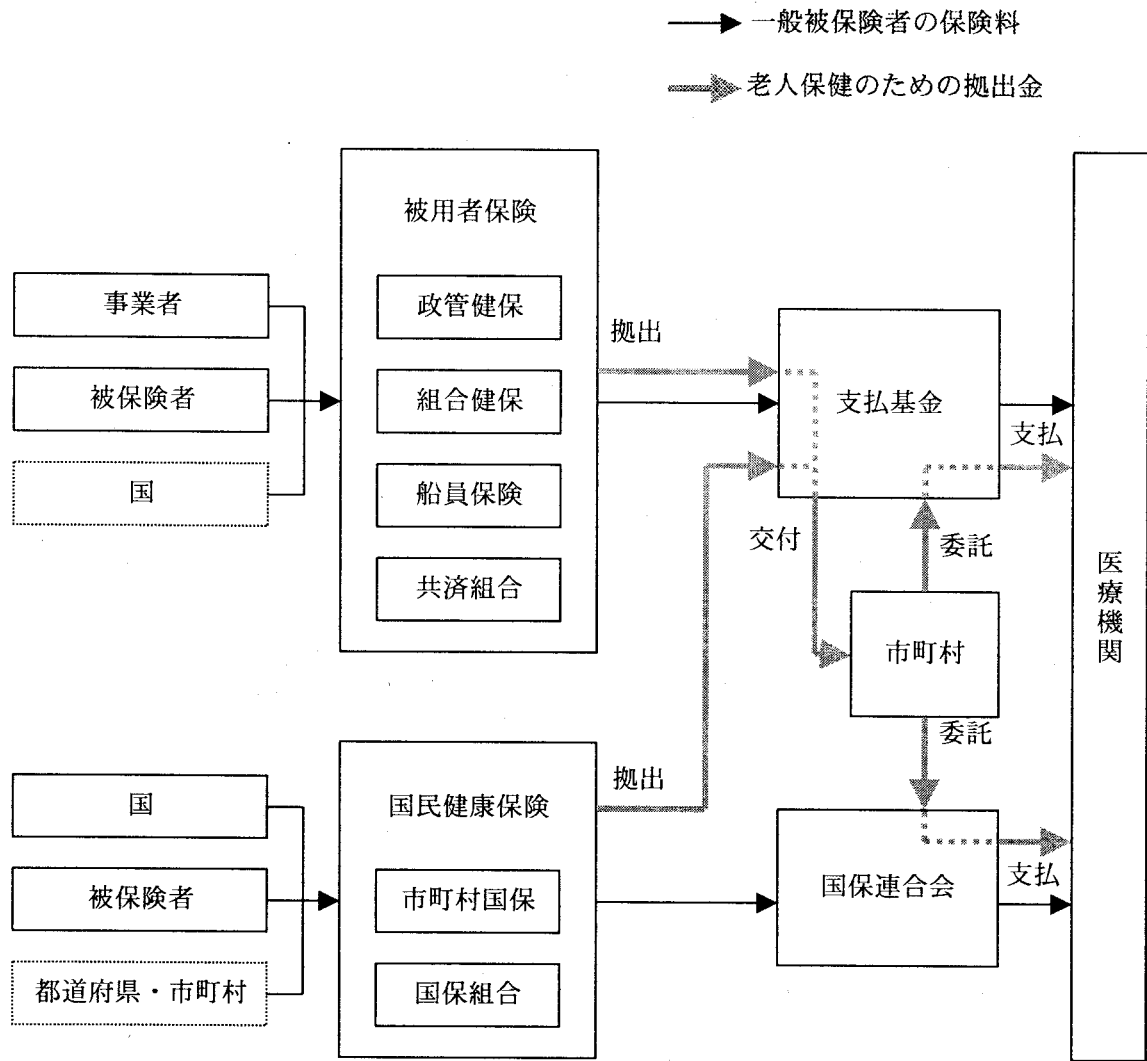 一般被保険者の保険料
老人保健のための拠出金
被用者保険
政管健保
組合健保
船員保険
共済組合
事業者
被保険者
国
拠出
支払基金
支払
交付
委託
市町村
委託
医療機関
国
被保険者
都道府県・市町村
国民健康保険
市町村国保
国保組合
拠出
国保連合会
支払